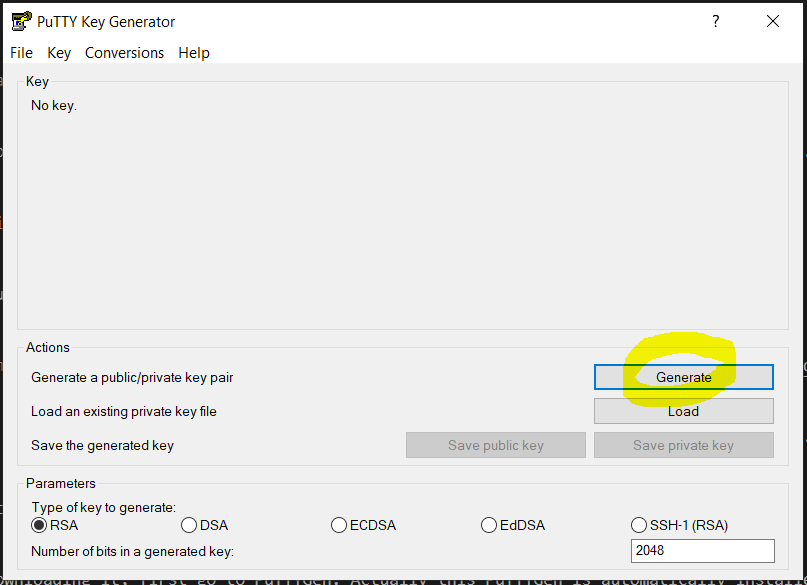 PuTTY Key Generator ?
File Key Conversions Help
Key
No key.
Actions
Generate a public/private key pair Generate
Load an existing private key file Load
Save the generated key Save public key Save private key
Parameters
Type of key to generate:
RSA DSA ECDSA EdDSA SSH-1 (RSA)
Number of bits in a generated key: 2048